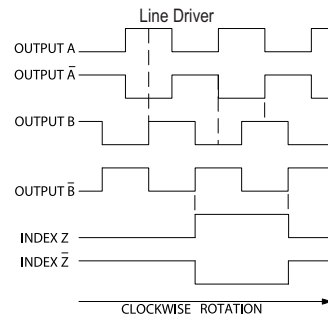 Line Driver
OUTPUT A
OUTPUT A̅
OUTPUT B
OUTPUT B̅
INDEX Z
INDEX Z̅
CLOCKWISE ROTATION